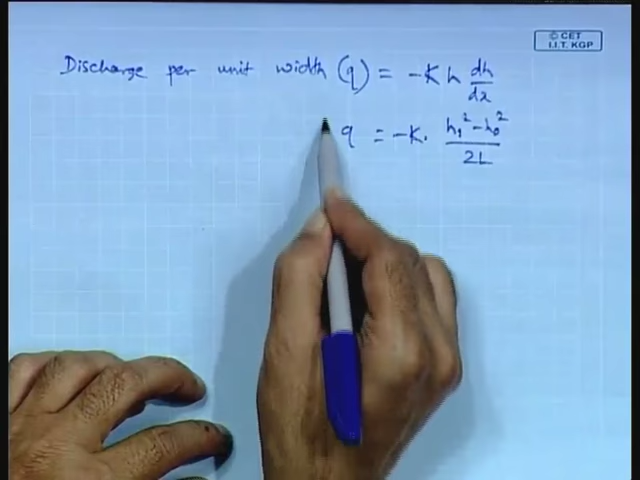 © CET
I.I.T. KGP
Discharge per unit width (q) = -K h dh/dx
q = -K. h₁² - h₀² / 2L